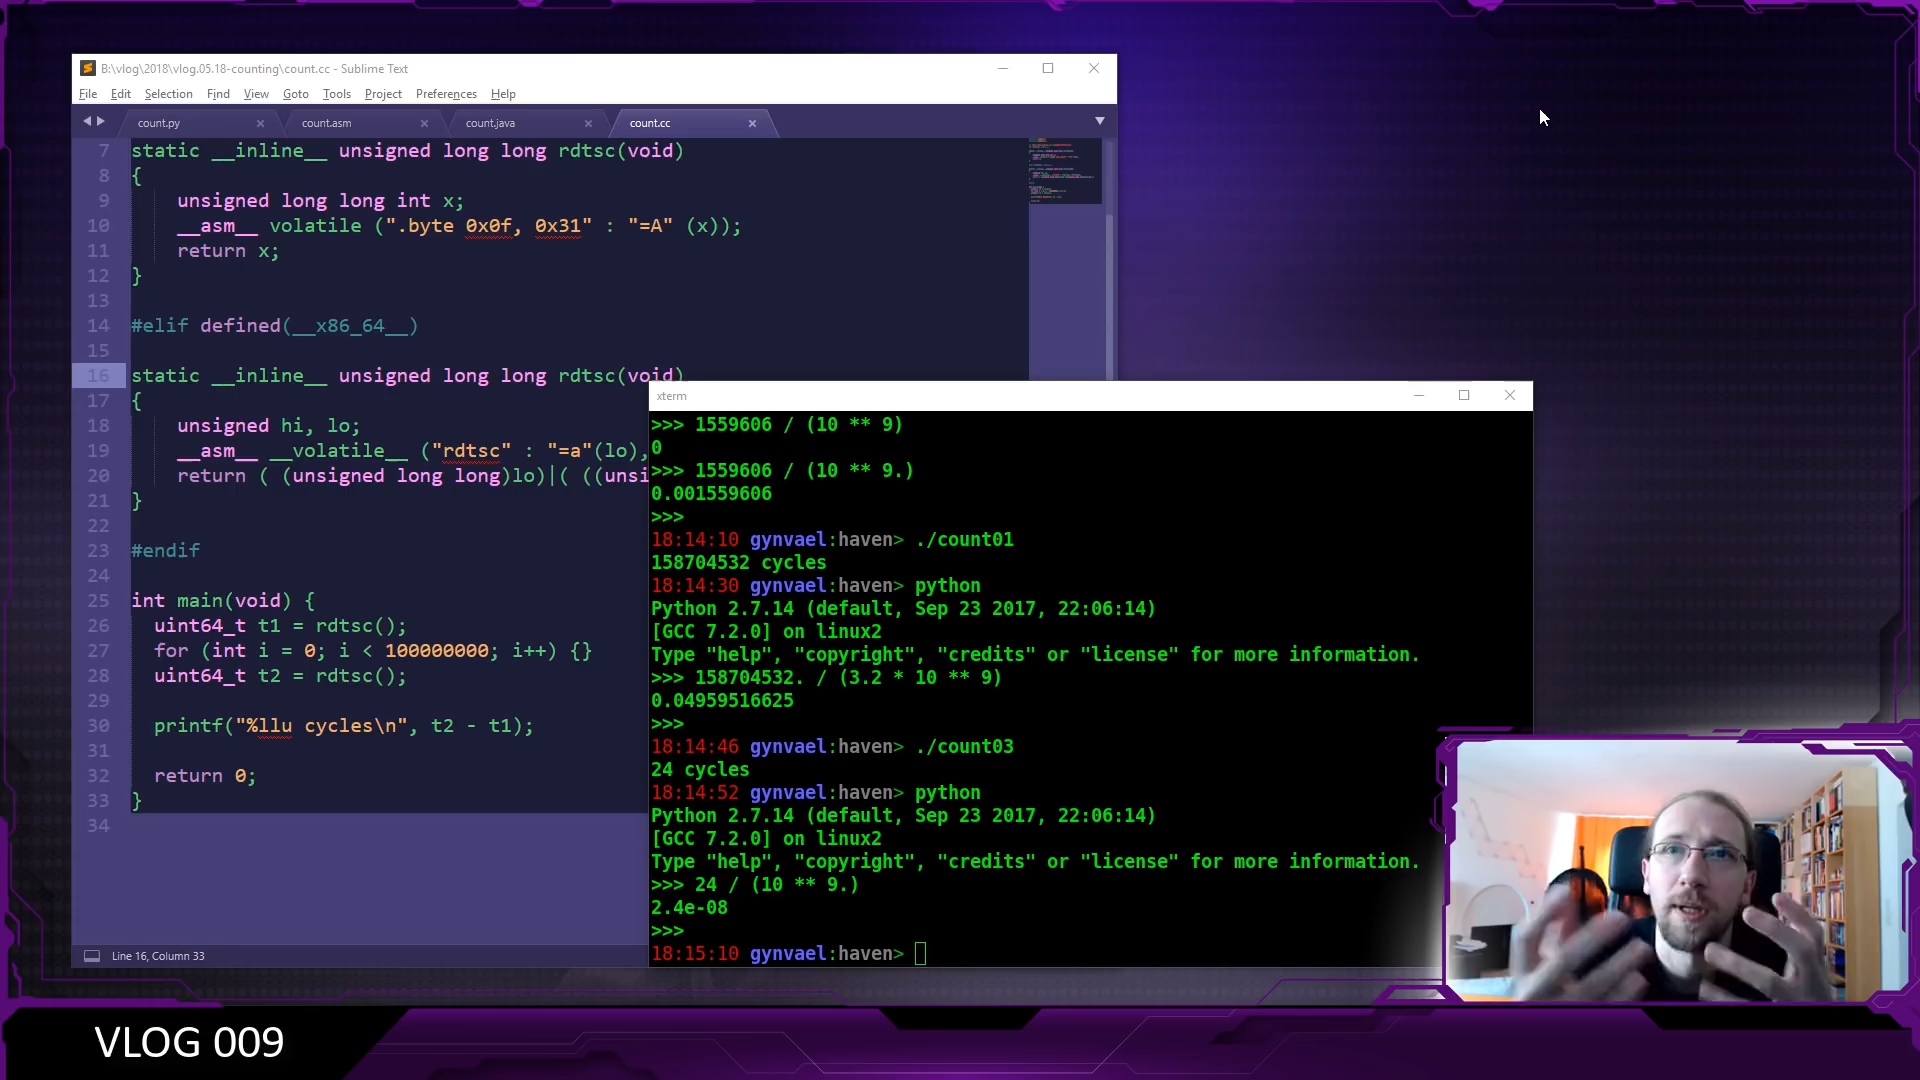 B:\vlog\2018\vlog.05.18-counting\count.cc - Sublime Text
File Edit Selection Find View Goto Tools Project Preferences Help
count.py count.asm count.java count.cc
7 static __inline__ unsigned long long rdtsc(void)
8 {
9 unsigned long long int x;
10 __asm__ volatile (".byte 0x0f, 0x31" : "=A" (x));
11 return x;
12 }
13
14 #elif defined(__x86_64__)
15
16 static __inline__ unsigned long long rdtsc(void)
17 {
18 unsigned hi, lo;
19 __asm__ __volatile__ ("rdtsc" : "=a"(lo),
20 return ( (unsigned long long)lo)|( ((unsi
21 }
22
23 #endif
24
25 int main(void) {
26 uint64_t t1 = rdtsc();
27 for (int i = 0; i < 100000000; i++) {}
28 uint64_t t2 = rdtsc();
29
30 printf("%llu cycles\n", t2 - t1);
31
32 return 0;
33 }
34
Line 16, Column 33
xterm
>>> 1559606 / (10 ** 9)
0
>>> 1559606 / (10 ** 9.)
0.001559606
>>>
18:14:10 gynvael:haven> ./count01
158704532 cycles
18:14:30 gynvael:haven> python
Python 2.7.14 (default, Sep 23 2017, 22:06:14)
[GCC 7.2.0] on linux2
Type "help", "copyright", "credits" or "license" for more information.
>>> 158704532. / (3.2 * 10 ** 9)
0.04959516625
>>>
18:14:46 gynvael:haven> ./count03
24 cycles
18:14:52 gynvael:haven> python
Python 2.7.14 (default, Sep 23 2017, 22:06:14)
[GCC 7.2.0] on linux2
Type "help", "copyright", "credits" or "license" for more information.
>>> 24 / (10 ** 9.)
2.4e-08
>>>
18:15:10 gynvael:haven>
VLOG 009